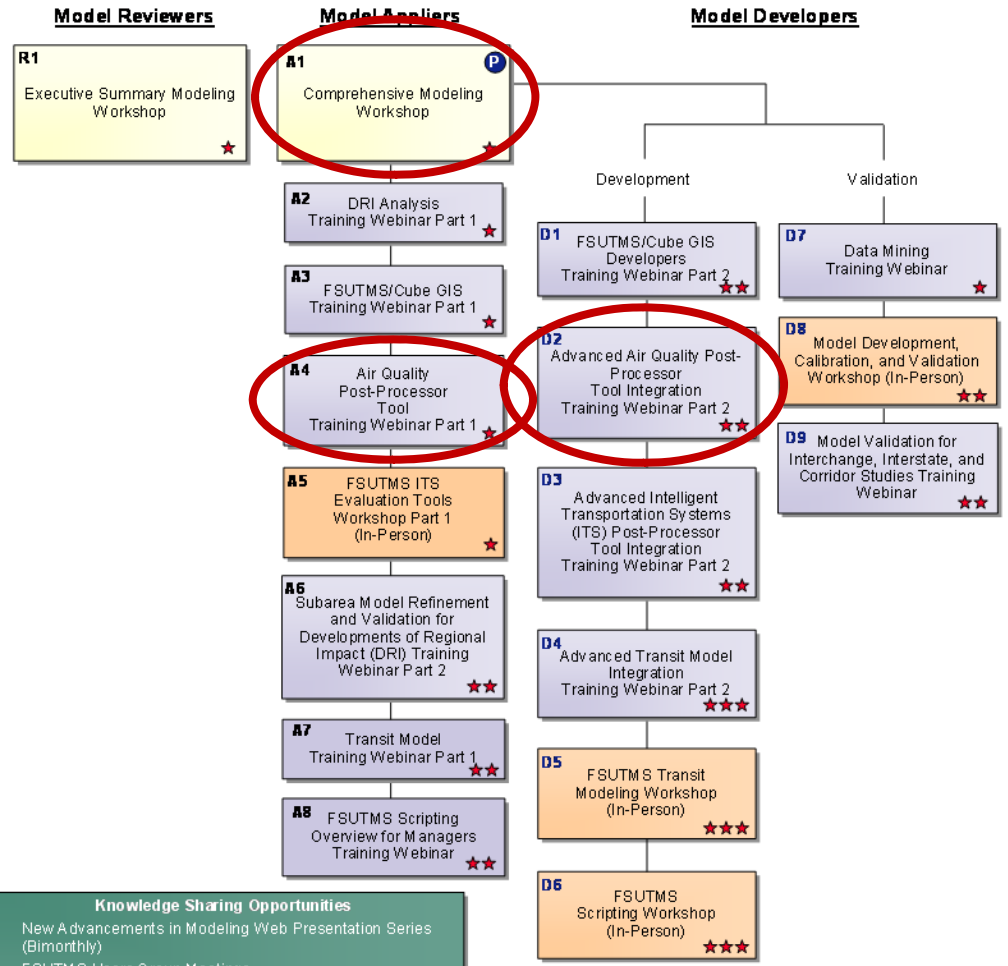 Model Reviewers
Model Appliers
Model Developers
R1
Executive Summary Modeling
Workshop
A1
P
Comprehensive Modeling
Workshop
A2
DRI Analysis
Training Webinar Part 1
A3
FSUTMS/Cube GIS
Training Webinar Part 1
A4
Air Quality
Post-Processor
Tool
Training Webinar Part 1
A5
FSUTMS ITS
Evaluation Tools
Workshop Part 1
(In-Person)
A6
Subarea Model Refinement
and Validation for
Developments of Regional
Impact (DRI) Training
Webinar Part 2
A7
Transit Model
Training Webinar Part 1
A8
FSUTMS Scripting
Overview for Managers
Training Webinar
Development
Validation
D1
FSUTMS/Cube GIS
Developers
Training Webinar Part 2
D2
Advanced Air Quality Post-
Processor
Tool Integration
Training Webinar Part 2
D3
Advanced Intelligent
Transportation Systems
(ITS) Post-Processor
Tool Integration
Training Webinar Part 2
D4
Advanced Transit Model
Integration
Training Webinar Part 2
D5
FSUTMS Transit
Modeling Workshop
(In-Person)
D6
FSUTMS
Scripting Workshop
(In-Person)
D7
Data Mining
Training Webinar
D8
Model Development,
Calibration, and Validation
Workshop (In-Person)
D9
Model Validation for
Interchange, Interstate, and
Corridor Studies Training
Webinar
Knowledge Sharing Opportunities
New Advancements in Modeling Web Presentation Series
(Bimonthly)